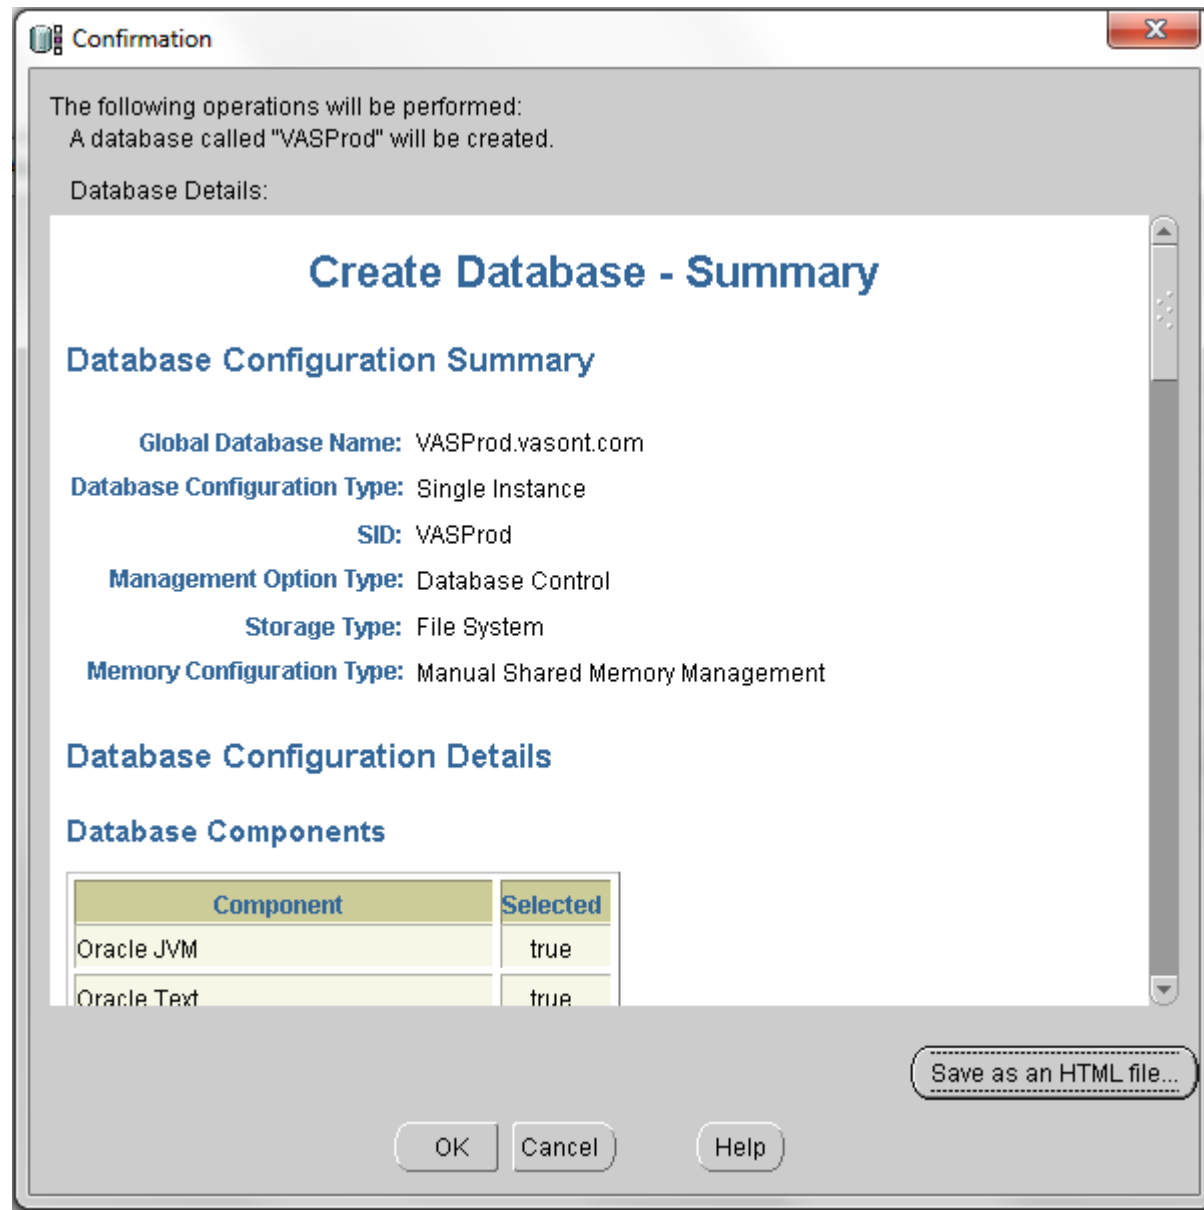 Confirmation
The following operations will be performed:
A database called "VASProd" will be created.
Database Details:
Create Database - Summary
Database Configuration Summary
Global Database Name: VASProd.vasont.com
Database Configuration Type: Single Instance
SID: VASProd
Management Option Type: Database Control
Storage Type: File System
Memory Configuration Type: Manual Shared Memory Management
Database Configuration Details
Database Components
Component Selected
Oracle JVM true
Oracle Text true
Save as an HTML file...
OK Cancel Help